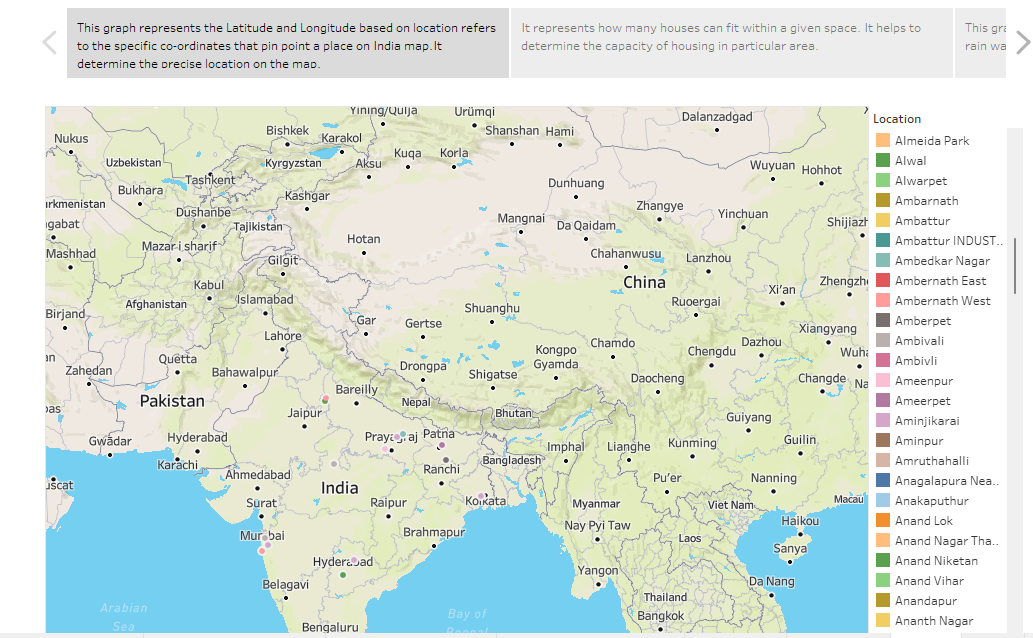 This graph represents the Latitude and Longitude based on location refers
to the specific co-ordinates that pin point a place on India map.It
determine the precise location on the map.
It represents how many houses can fit within a given space. It helps to
determine the capacity of housing in particular area.
This gra
rain wa
Yining/Qulja
Ürümqi
Dalanzadgad
Nukus
Bishkek
Karakol
Shanshan
Hami
Uzbekistan
Kyrgyzstan
Aksu
Kuqa
Korla
Wuyuan
Hohhot
Tashkent
Bukhara
Kashgar
Dunhuang
urkmenistan
Dushanbe
Zhangye
Yinchuan
Shijiazh
gabat
Tajikistan
Mangnai
Da Qaidam
Mashhad
Mazar-i sharif
Hotan
Chahanwusu
Lanzhou
Gilgit
China
Xi'an
Zhengzho
Kabul
Islamabad
Afghanistan
Shuanghu
Ruoergai
Birjand
Gar
Gertse
Xiangyang
Lahore
Kongpo
Gyamda
Chamdo
Dazhou
Wuha
Chengdu
Quetta
Zahedan
Bahawalpur
Drongpa
Shigatse
Daocheng
Changde
Na
Bareilly
Nepal
Pakistan
Jaipur
Bhutan
Guiyang
Gwādar
Hyderabad
Prayagraj
Patna
Imphal
Lianghe
Kunming
Guilin
Karachi
Bangladesh
Ranchi
Ahmedabad
India
Pu'er
Nanning
uscat
Surat
Raipur
Kolkata
Myanmar
Viet Nam
Macau
Mumbai
Brahmapur
Nay Pyi Taw
Haikou
Laos
Hyderabad
Sanya
Belagavi
Yangon
Da Nang
Arabian
Sea
Bay of
Bengal
Thailand
Bangkok
Bengaluru
Location
Almeida Park
Alwal
Alwarpet
Ambarnath
Ambattur
Ambattur INDUST..
Ambedkar Nagar
Ambernath East
Ambernath West
Amberpet
Ambivali
Ambivli
Ameenpur
Ameerpet
Aminjikarai
Aminpur
Amruthahalli
Anagalapura Nea..
Anakaputhur
Anand Lok
Anand Nagar Tha..
Anand Niketan
Anand Vihar
Anandapur
Ananth Nagar